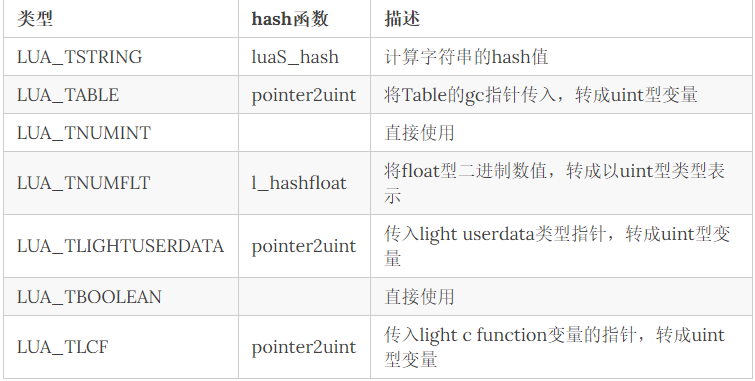 类型 hash函数 描述
LUA_TSTRING luaS_hash 计算字符串的hash值
LUA_TABLE pointer2uint 将Table的gc指针传入，转成uint型变量
LUA_TNUMINT 直接使用
LUA_TNUMFLT l_hashfloat 将float型二进制数值，转成以uint型类型表
示
LUA_TLIGHTUSERDATA pointer2uint 传入light userdata类型指针，转成uint型变
量
LUA_TBOOLEAN 直接使用
LUA_TLCF pointer2uint 传入light c function变量的指针，转成uint
型变量